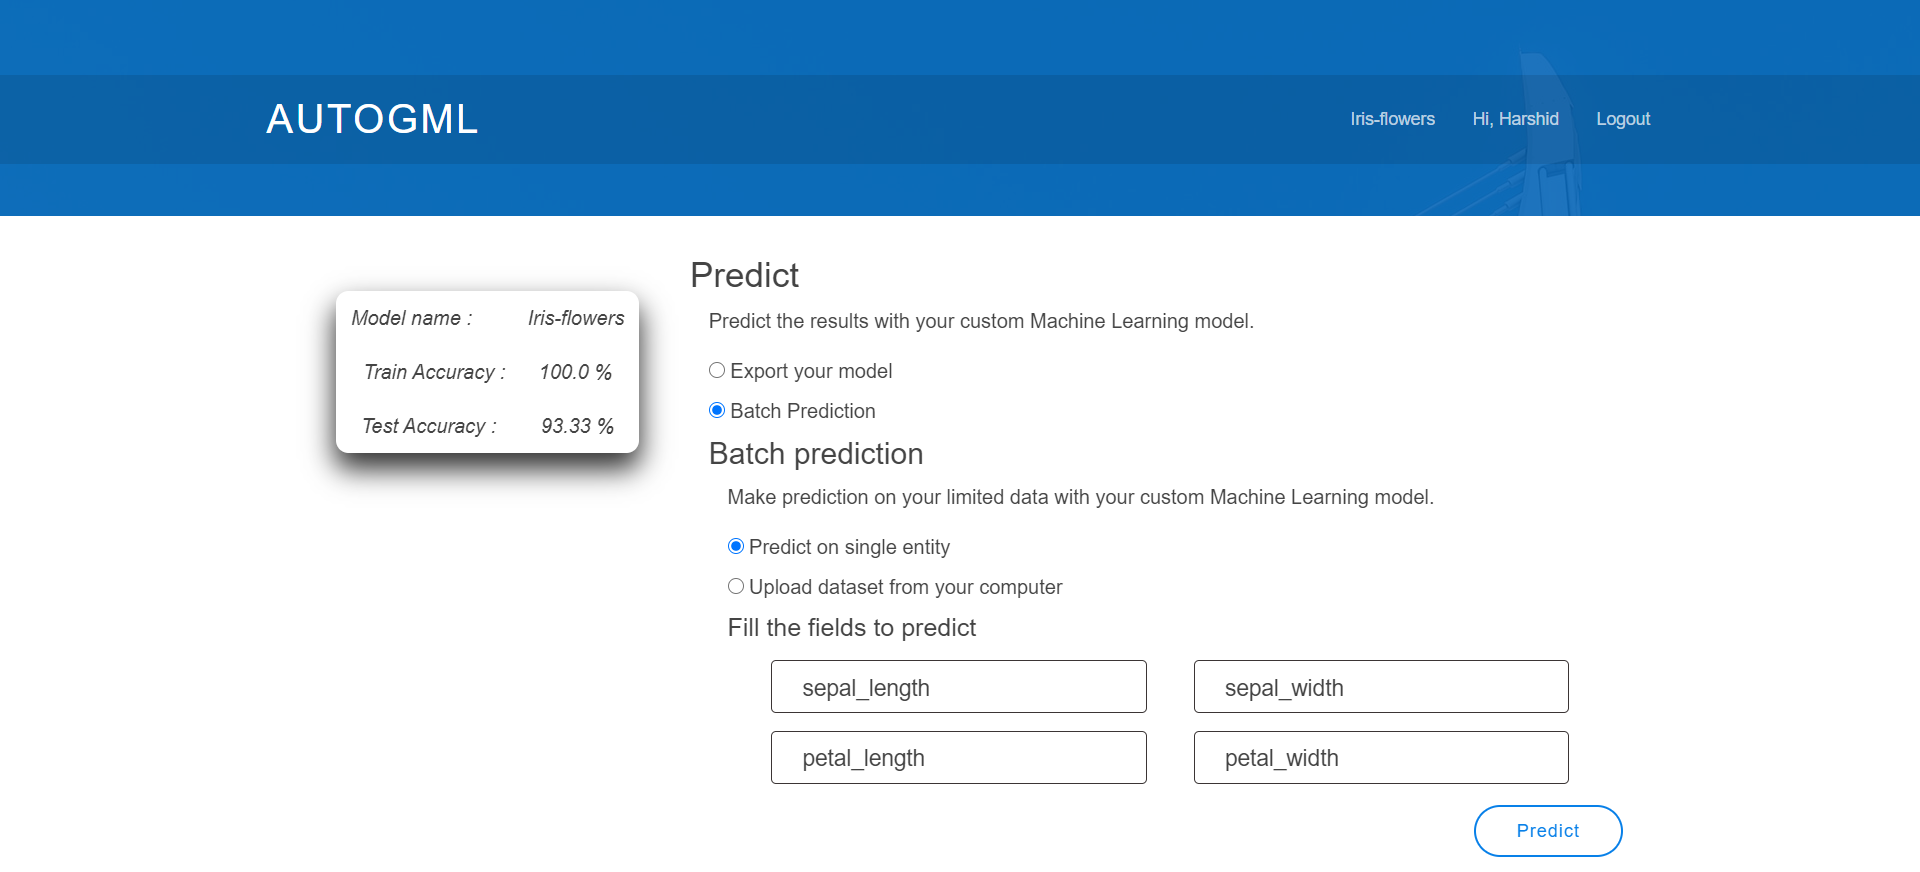 AUTOGML
Iris-flowers Hi, Harshid Logout
Model name : Iris-flowers
Train Accuracy : 100.0 %
Test Accuracy : 93.33 %
Predict
Predict the results with your custom Machine Learning model.
Export your model
Batch Prediction
Batch prediction
Make prediction on your limited data with your custom Machine Learning model.
Predict on single entity
Upload dataset from your computer
Fill the fields to predict
sepal_length sepal_width
petal_length petal_width
Predict